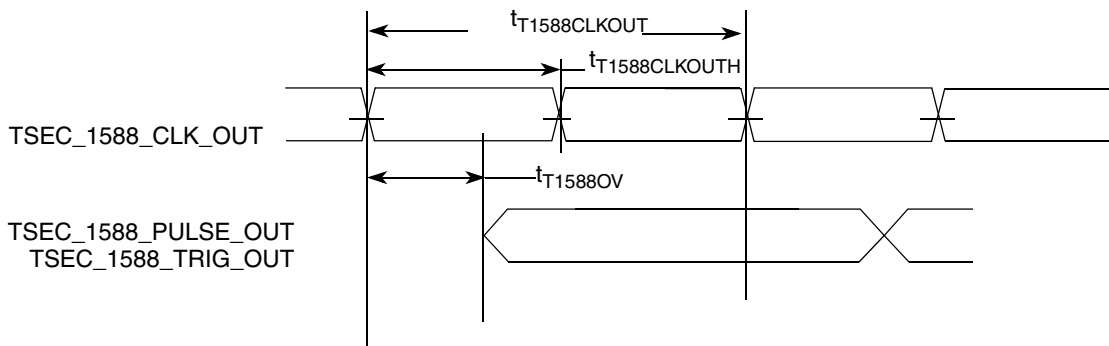 tT1588CLKOUT
tT1588CLKOUTH
TSEC_1588_CLK_OUT
tT1588OV
TSEC_1588_PULSE_OUT
TSEC_1588_TRIG_OUT